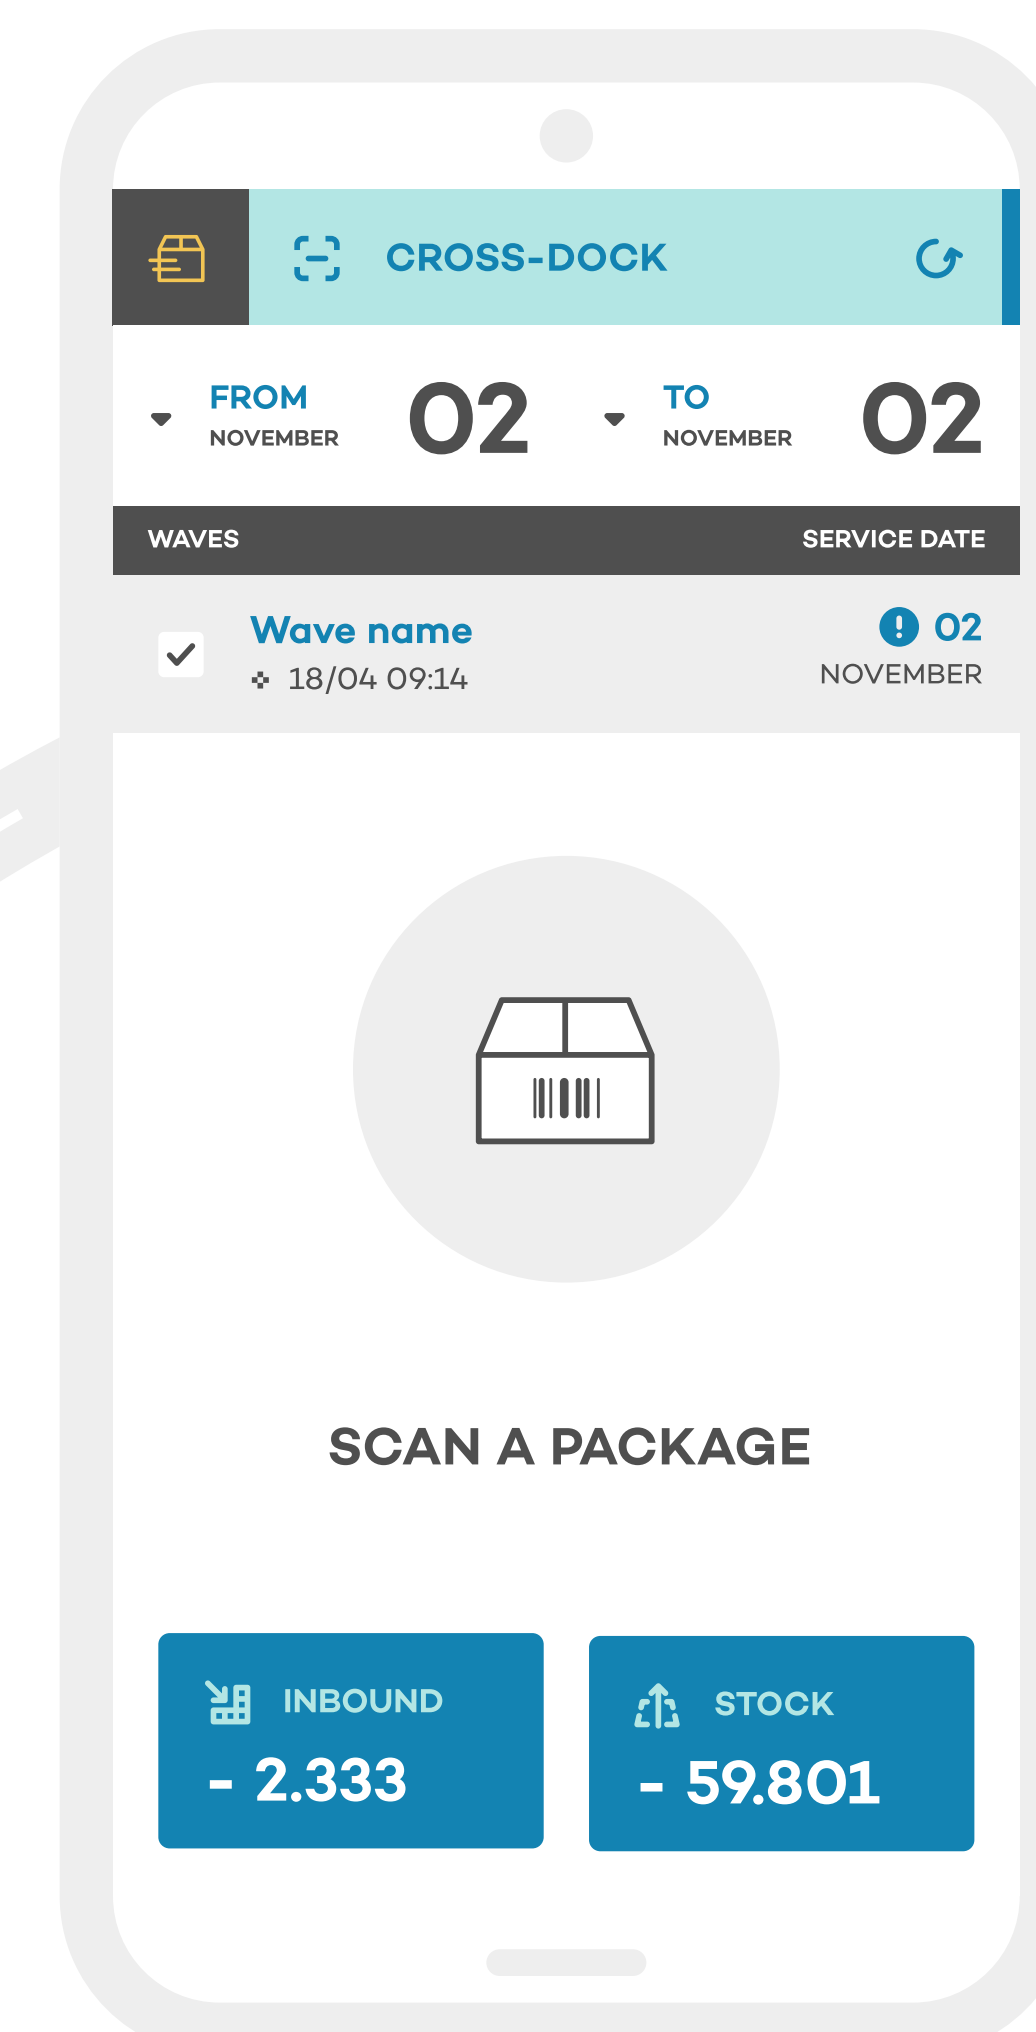 CROSS-DOCK
FROM
NOVEMBER
02
TO
NOVEMBER
02
WAVES
SERVICE DATE
Wave name
18/04 09:14
02
NOVEMBER
SCAN A PACKAGE
INBOUND
- 2.333
STOCK
- 59.801